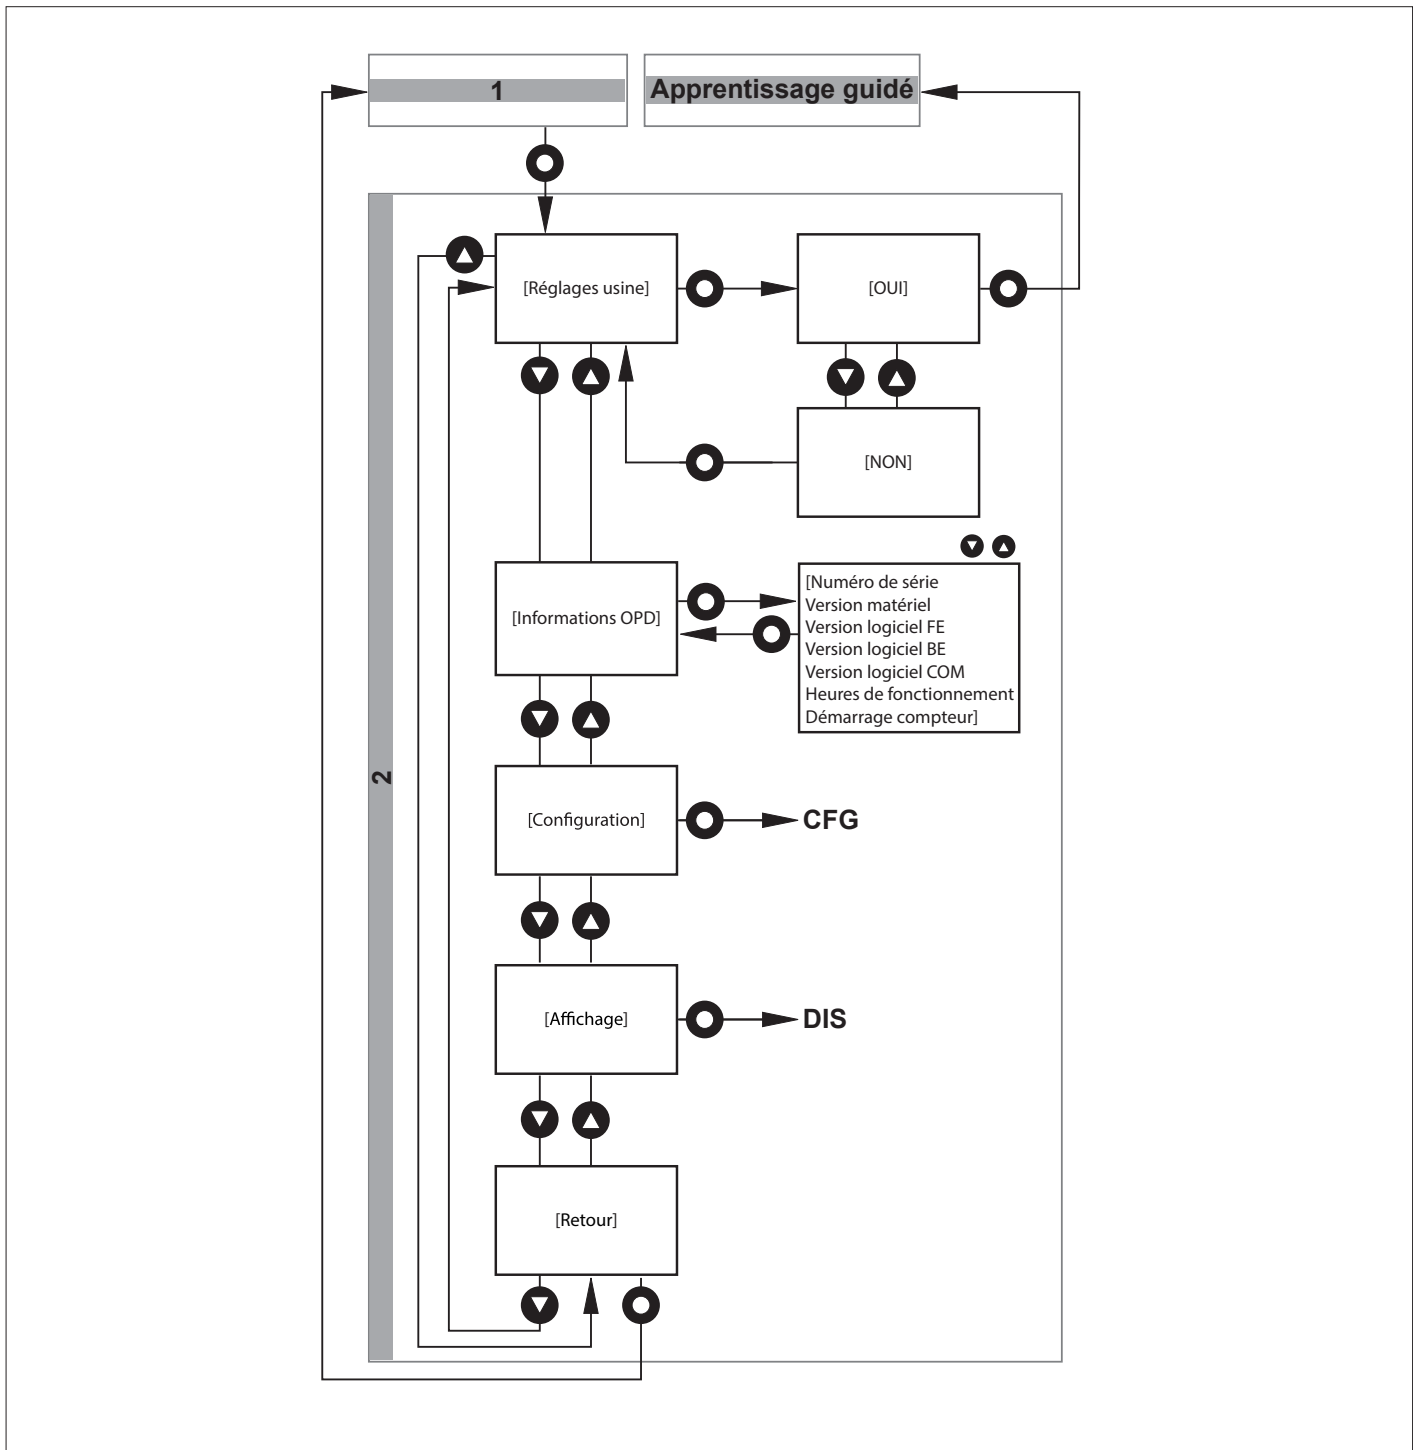 1
Apprentissage guidé
2
[Réglages usine]
[OUI]
[NON]
[Informations OPD]
[Numéro de série
Version matériel
Version logiciel FE
Version logiciel BE
Version logiciel COM
Heures de fonctionnement
Démarrage compteur]
[Configuration]
CFG
[Affichage]
DIS
[Retour]